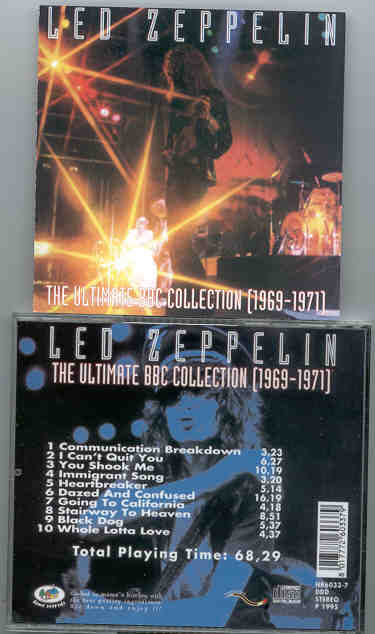 LED ZEPPELIN
THE ULTIMATE BBC COLLECTION (1969-1971)
LED ZEPPELIN
THE ULTIMATE BBC COLLECTION (1969-1971)
1 Communication Breakdown 3,23
2 I Can't Quit You 6,27
3 You Shook Me 10,19
4 Immigrant Song 3,20
5 Heartbreaker 5,14
6 Dazed And Confused 16,19
7 Going To California 4,18
8 Stairway To Heaven 8,51
9 Black Dog 5,37
10 Whole Lotta Love 4,37
Total Playing Time: 68,29
COMPACT disc
DIGITAL AUDIO
DDD
STEREO
P 1995